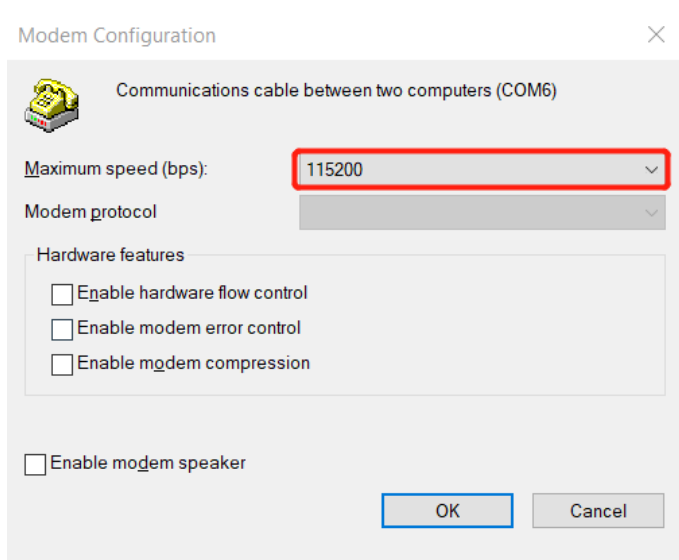 Modem Configuration
Communications cable between two computers (COM6)
Maximum speed (bps): 115200
Modem protocol
Hardware features
Enable hardware flow control
Enable modem error control
Enable modem compression
Enable modem speaker
OK Cancel